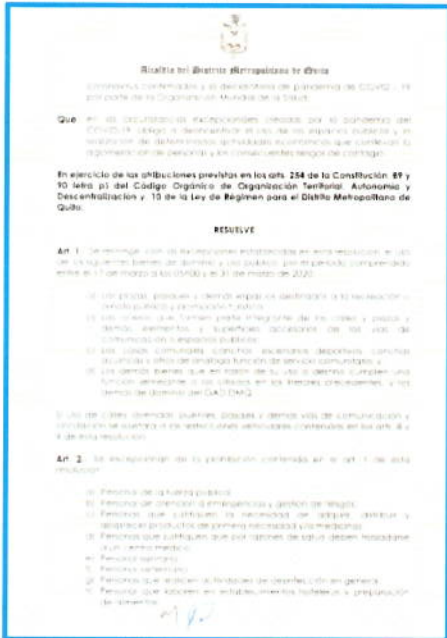 Alcaldía del Distrito Metropolitano de Quito
coronavirus confirmados y la declaratoria de pandemia de COVID - 19
por parte de la Organización Mundial de la Salud.
Que en las circunstancias excepcionales creadas por la pandemia del
COVID-19 obliga a desincentivar el uso de los espacios públicos y la
realización de determinadas actividades económicas que conllevan la
aglomeración de personas y los consecuentes riesgos de contagio.
En ejercicio de las atribuciones previstas en los arts. 254 de la Constitución, 89 y
90 letra p) del Código Orgánico de Organización Territorial, Autonomía y
Descentralización y 10 de la Ley de Régimen para el Distrito Metropolitano de
Quito:
RESUELVE
Art. 1. Se restringe, con las excepciones establecidas en esta resolución, el uso
de los siguientes bienes de dominio y uso público, por el período comprendido
entre el 17 de marzo a las 05h00 y el 31 de marzo de 2020:
a) Las plazas, parques y demás espacios destinados a la recreación u
ornato público y promoción turística;
b) Las aceras que formen parte integrante de las calles y plazas y
demás elementos y superficies accesorios de las vías de
comunicación o espacios públicos;
c) Las casas comunales, canchas, escenarios deportivos, conchas
acústicas y otros de análoga función de servicio comunitario; y,
d) Los demás bienes que en razón de su uso o destino cumplen una
función semejante a los citados en los literales precedentes, y los
demás de dominio del GAD DMQ.
El uso de calles, avenidas, puentes, pasajes y demás vías de comunicación y
circulación se sujetará a las restricciones vehiculares contenidas en los arts.
de esta resolución.
Art. 2. Se exceptionan de la prohibición contenida en el art. 1 de esta
resolución:
a) Personal de la fuerza pública
b) Personal de atención a emergencias y gestión de riesgos
c) Personas que justifiquen la necesidad de adquirir, distribuir y
despachar productos de primera necesidad y/o medicinas
d) Personas que justifiquen que por razones de salud deben trasladarse
a un centro médico
e) Personal sanitario
f) Personal veterinario
g) Personas que realicen actividades de desinfección en general
h) Personas que laboren en establecimientos hoteleros y preparación
de alimentos